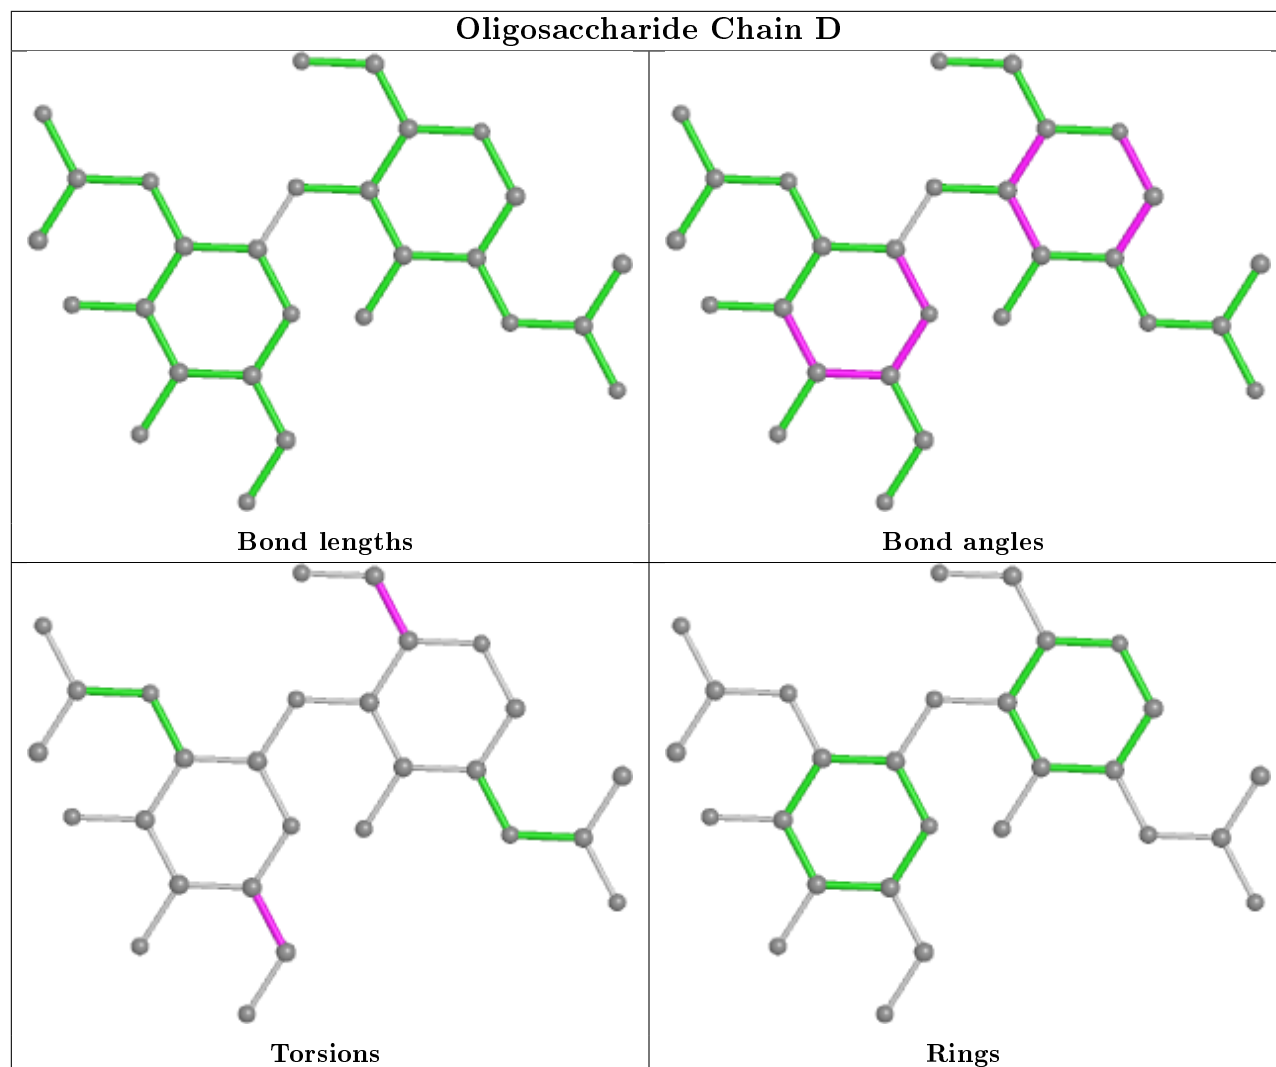 Oligosaccharide Chain D
Bond lengths
Bond angles
Torsions
Rings